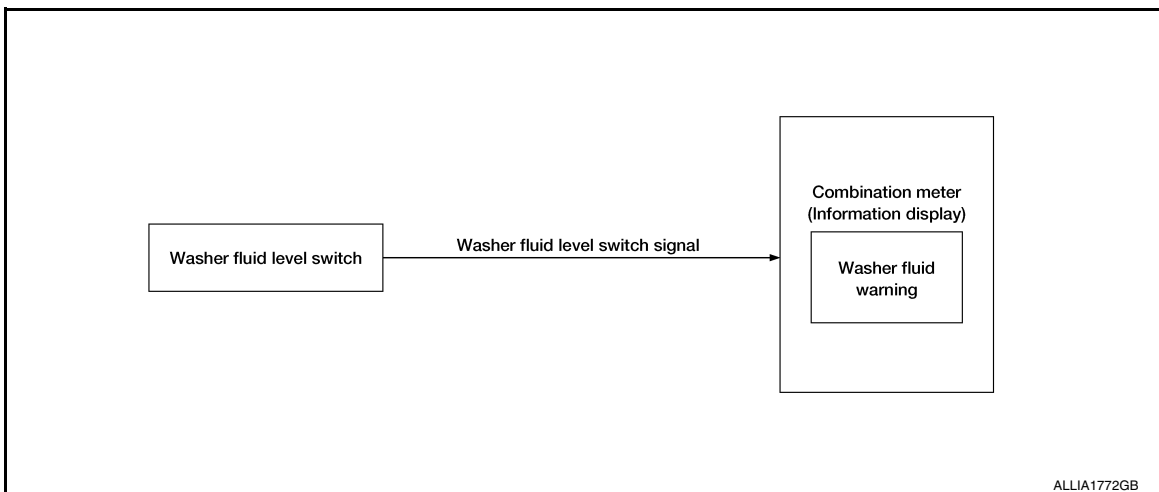 Washer fluid level switch
Washer fluid level switch signal
Combination meter
(Information display)
Washer fluid
warning
ALLIA1772GB